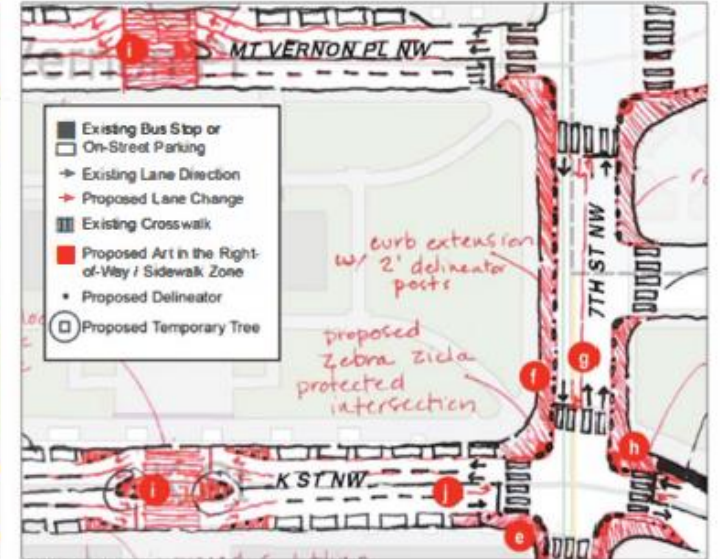 i
MT VERNON PL NW
Existing Bus Stop or
On-Street Parking
Existing Lane Direction
Proposed Lane Change
Existing Crosswalk
Proposed Art in the Right-
of-Way / Sidewalk Zone
Proposed Delineator
Proposed Temporary Tree
curb extension
w/ 2' delineator
posts
7TH ST NW
proposed
Zebra Zicla
protected
intersection
f
g
h
i
K ST NW
j
e